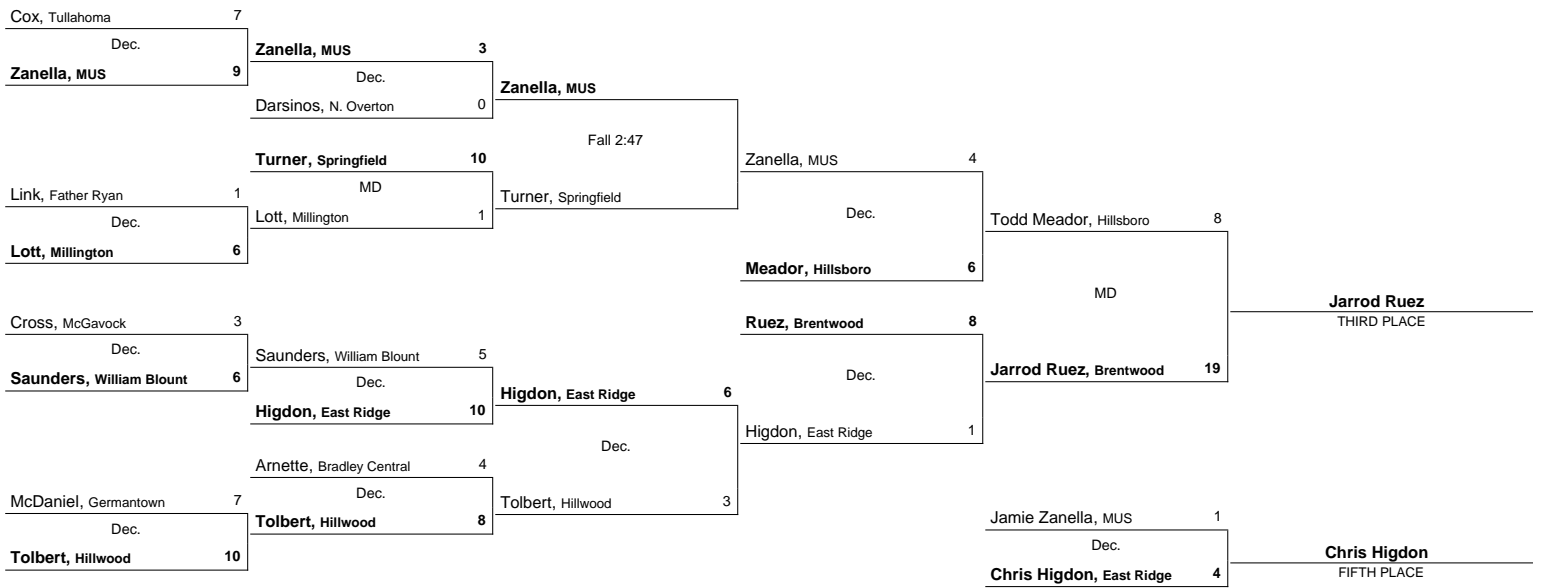 Cox, Tullahoma 7
Dec.
Zanella, MUS 9
Link, Father Ryan 1
Dec.
Lott, Millington 6
Cross, McGavock 3
Dec.
Saunders, William Blount 6
McDaniel, Germantown 7
Dec.
Tolbert, Hillwood 10
Zanella, MUS 3
Dec.
Darsinos, N. Overton 0
Turner, Springfield 10
MD
Lott, Millington 1
Saunders, William Blount 5
Dec.
Higdon, East Ridge 10
Arnette, Bradley Central 4
Dec.
Tolbert, Hillwood 8
Zanella, MUS
Fall 2:47
Turner, Springfield
Higdon, East Ridge 6
Dec.
Tolbert, Hillwood 3
Zanella, MUS 4
Dec.
Meador, Hillsboro 6
Ruez, Brentwood 8
Dec.
Higdon, East Ridge 1
Todd Meador, Hillsboro 8
MD
Jarrod Ruez, Brentwood 19
Jarrod Ruez
THIRD PLACE
Jamie Zanella, MUS 1
Dec.
Chris Higdon, East Ridge 4
Chris Higdon
FIFTH PLACE